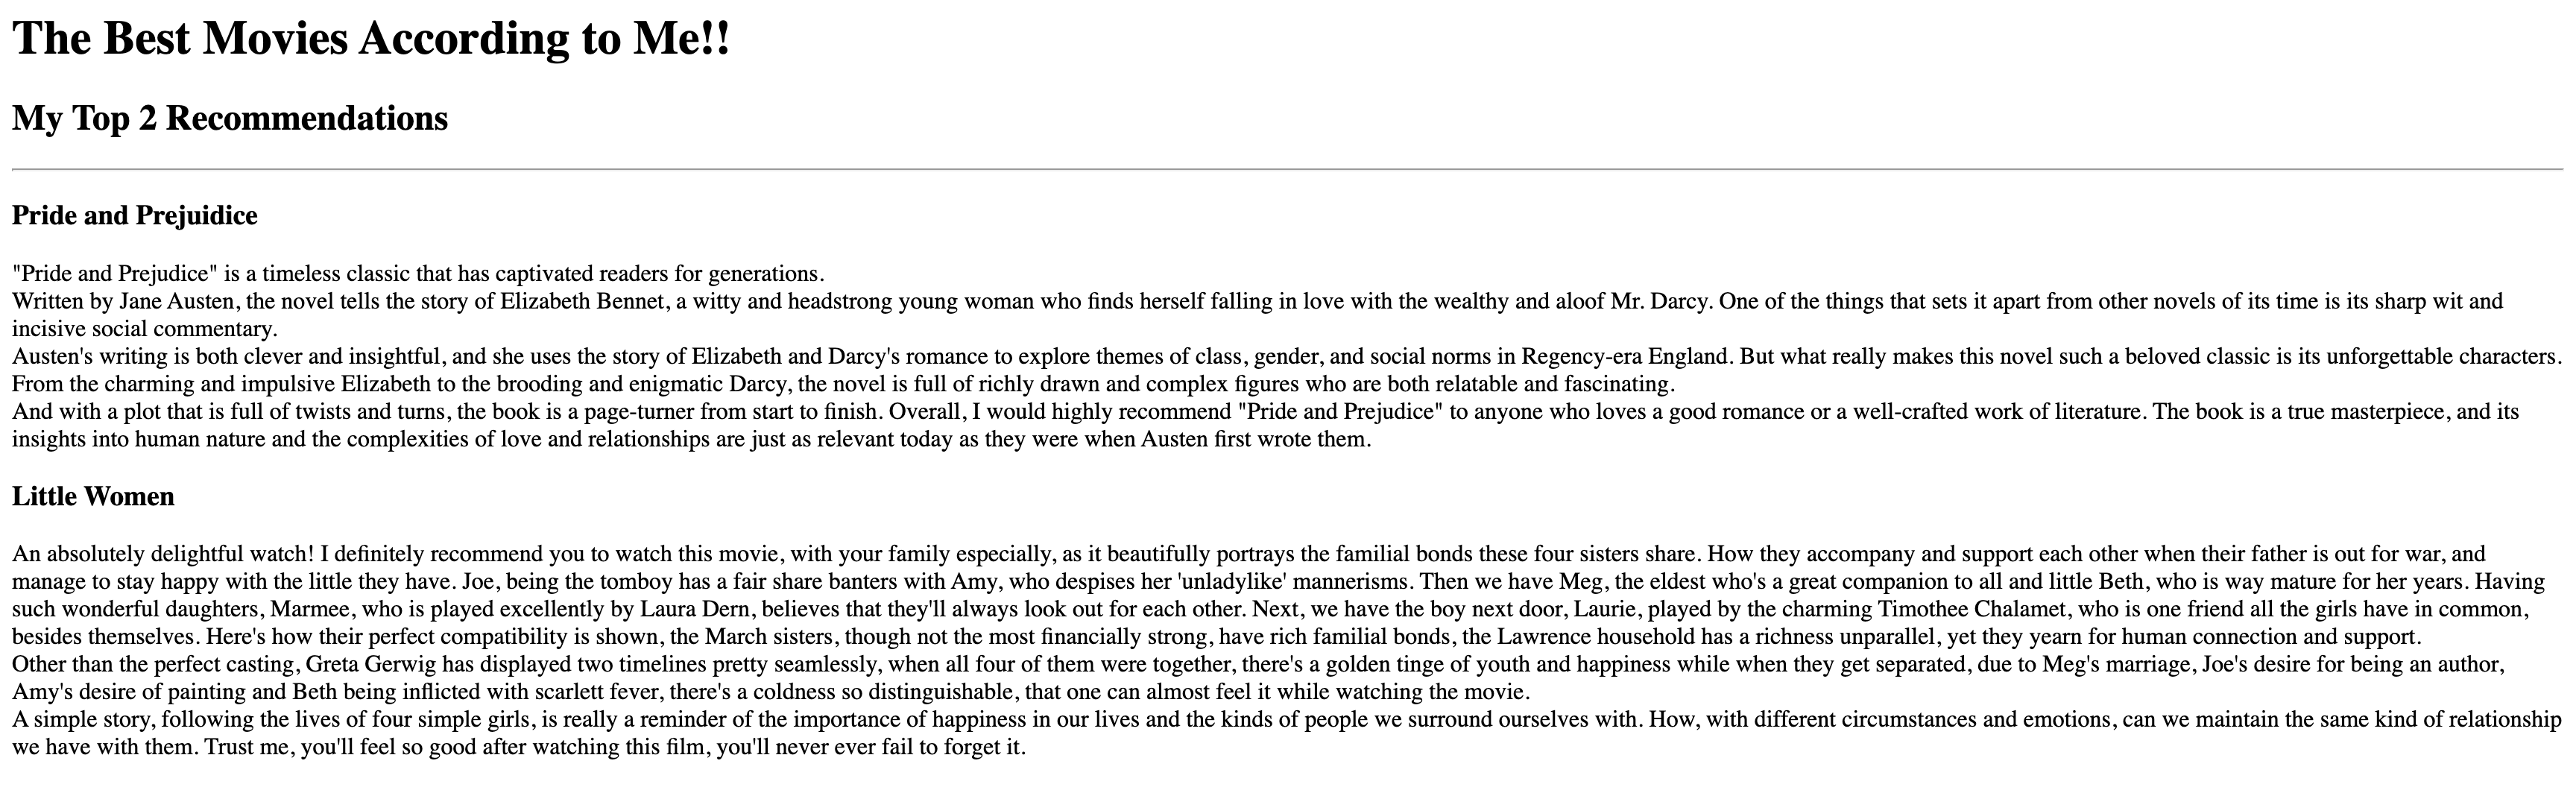 The Best Movies According to Me!!
My Top 2 Recommendations
Pride and Prejuidice
"Pride and Prejudice" is a timeless classic that has captivated readers for generations.
Written by Jane Austen, the novel tells the story of Elizabeth Bennet, a witty and headstrong young woman who finds herself falling in love with the wealthy and aloof Mr. Darcy. One of the things that sets it apart from other novels of its time is its sharp wit and
incisive social commentary.
Austen's writing is both clever and insightful, and she uses the story of Elizabeth and Darcy's romance to explore themes of class, gender, and social norms in Regency-era England. But what really makes this novel such a beloved classic is its unforgettable characters.
From the charming and impulsive Elizabeth to the brooding and enigmatic Darcy, the novel is full of richly drawn and complex figures who are both relatable and fascinating.
And with a plot that is full of twists and turns, the book is a page-turner from start to finish. Overall, I would highly recommend "Pride and Prejudice" to anyone who loves a good romance or a well-crafted work of literature. The book is a true masterpiece, and its
insights into human nature and the complexities of love and relationships are just as relevant today as they were when Austen first wrote them.
Little Women
An absolutely delightful watch! I definitely recommend you to watch this movie, with your family especially, as it beautifully portrays the familial bonds these four sisters share. How they accompany and support each other when their father is out for war, and
manage to stay happy with the little they have. Joe, being the tomboy has a fair share banters with Amy, who despises her 'unladylike' mannerisms. Then we have Meg, the eldest who's a great companion to all and little Beth, who is way mature for her years. Having
such wonderful daughters, Marmee, who is played excellently by Laura Dern, believes that they'll always look out for each other. Next, we have the boy next door, Laurie, played by the charming Timothee Chalamet, who is one friend all the girls have in common,
besides themselves. Here's how their perfect compatibility is shown, the March sisters, though not the most financially strong, have rich familial bonds, the Lawrence household has a richness unparallel, yet they yearn for human connection and support.
Other than the perfect casting, Greta Gerwig has displayed two timelines pretty seamlessly, when all four of them were together, there's a golden tinge of youth and happiness while when they get separated, due to Meg's marriage, Joe's desire for being an author,
Amy's desire of painting and Beth being inflicted with scarlett fever, there's a coldness so distinguishable, that one can almost feel it while watching the movie.
A simple story, following the lives of four simple girls, is really a reminder of the importance of happiness in our lives and the kinds of people we surround ourselves with. How, with different circumstances and emotions, can we maintain the same kind of relationship
we have with them. Trust me, you'll feel so good after watching this film, you'll never ever fail to forget it.